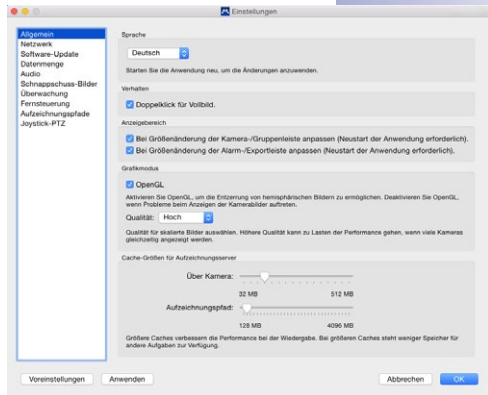 Einstellungen
Allgemein
Netzwerk
Software-Update
Datenmenge
Audio
Schnappschuss-Bilder
Überwachung
Fernsteuerung
Aufzeichnungspfade
Joystick-PTZ
Sprache
Deutsch
Starten Sie die Anwendung neu, um die Änderungen anzuwenden.
Verhalten
Doppelklick für Vollbild.
Anzeigebereich
Bei Größenänderung der Kamera-/Gruppenleiste anpassen (Neustart der Anwendung erforderlich).
Bei Größenänderung der Alarm-/Exportleiste anpassen (Neustart der Anwendung erforderlich).
Grafikmodus
OpenGL
Aktivieren Sie OpenGL, um die Entzerrung von hemisphärischen Bildern zu ermöglichen. Deaktivieren Sie OpenGL,
wenn Probleme beim Anzeigen der Kamerabilder auftreten.
Qualität: Hoch
Qualität für skalierte Bilder auswählen. Höhere Qualität kann zu Lasten der Performance gehen, wenn viele Kameras
gleichzeitig angezeigt werden.
Cache-Größen für Aufzeichnungsserver
Über Kamera:
32 MB 512 MB
Aufzeichnungspfad:
128 MB 4096 MB
Größere Caches verbessern die Performance bei der Wiedergabe. Bei größeren Caches steht weniger Speicher für
andere Aufgaben zur Verfügung.
Voreinstellungen Anwenden Abbrechen OK